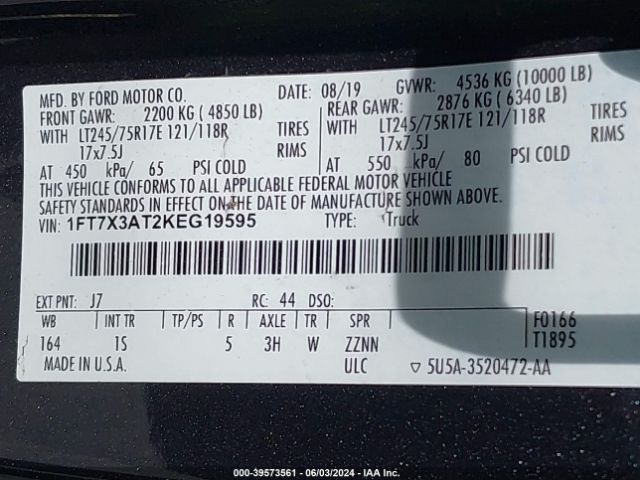 MFD. BY FORD MOTOR CO. DATE: 08/19 GVWR: 4536 KG (10000 LB)
FRONT GAWR: 2200 KG ( 4850 LB) REAR GAWR: 2876 KG ( 6340 LB)
WITH LT245/75R17E 121/118R TIRES WITH LT245/75R17E 121/118R TIRES
17x7.5J RIMS 17x7.5J RIMS
AT 450 kPa/ 65 PSI COLD AT 550 kPa/ 80 PSI COLD
THIS VEHICLE CONFORMS TO ALL APPLICABLE FEDERAL MOTOR VEHICLE
SAFETY STANDARDS IN EFFECT ON THE DATE OF MANUFACTURE SHOWN ABOVE.
VIN: 1FT7X3AT2KEG19595 TYPE: Truck
EXT PNT: J7 RC: 44 DSO:
WB INT TR TP/PS R AXLE TR SPR F0166
164 1S 5 3H W ZZNN T1895
MADE IN U.S.A. ULC ▽ 5U5A-3520472-AA
000-39573561 - 06/03/2024 - IAA Inc.